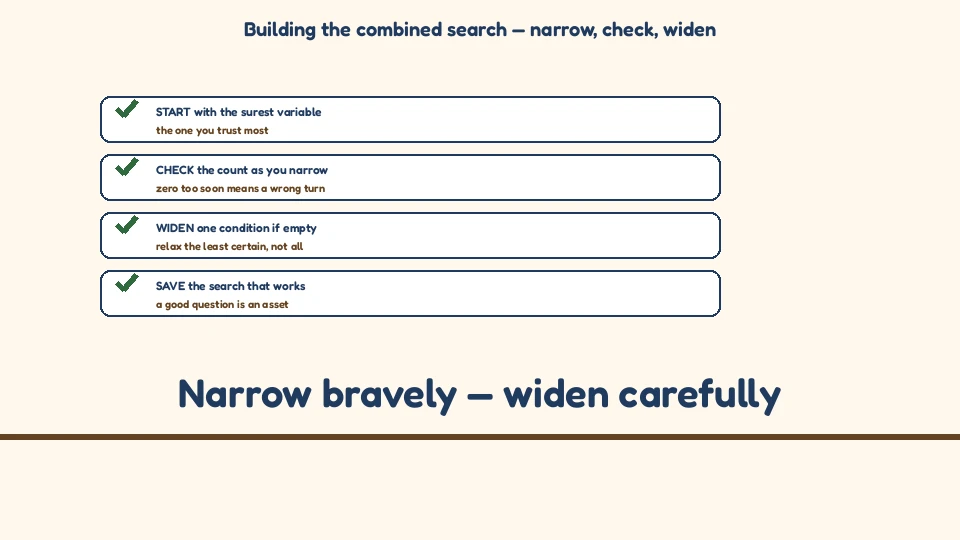 Building the combined search — narrow, check, widen
START with the surest variable
the one you trust most
CHECK the count as you narrow
zero too soon means a wrong turn
WIDEN one condition if empty
relax the least certain, not all
SAVE the search that works
a good question is an asset
Narrow bravely — widen carefully